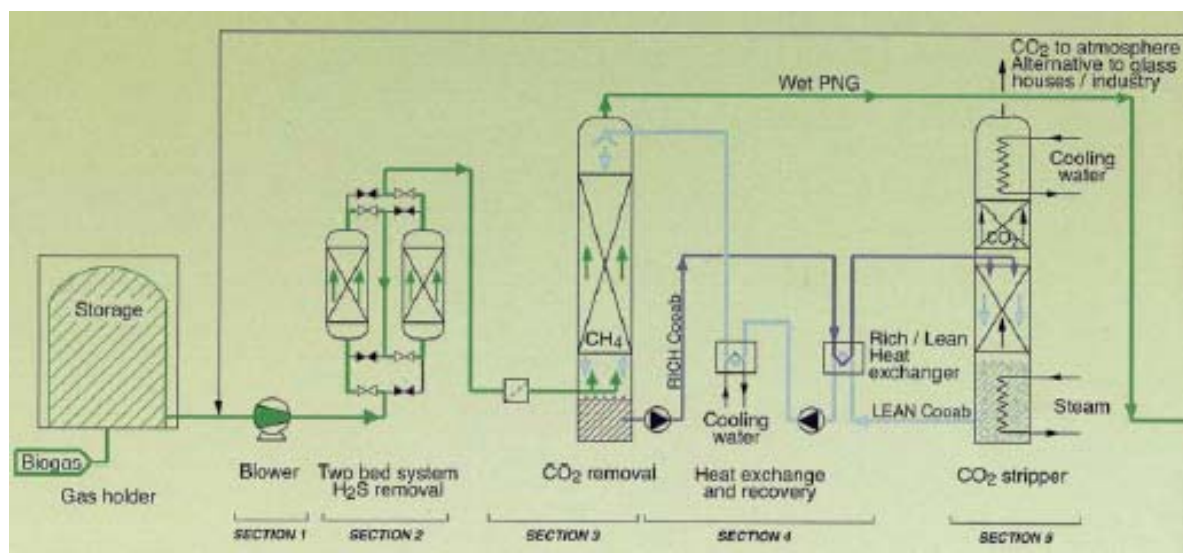 CO2 to atmosphere
Alternative to glass
houses / industry
Wet PNG
Cooling
water
CO2
Storage
CH4
RICH Cooab
Rich / Lean
Heat
exchanger
Cooling
water
LEAN Cooab
Steam
Biogas
Gas holder
Blower
Two bed system
H2S removal
CO2 removal
Heat exchange
and recovery
CO2 stripper
SECTION 1
SECTION 2
SECTION 3
SECTION 4
SECTION 5